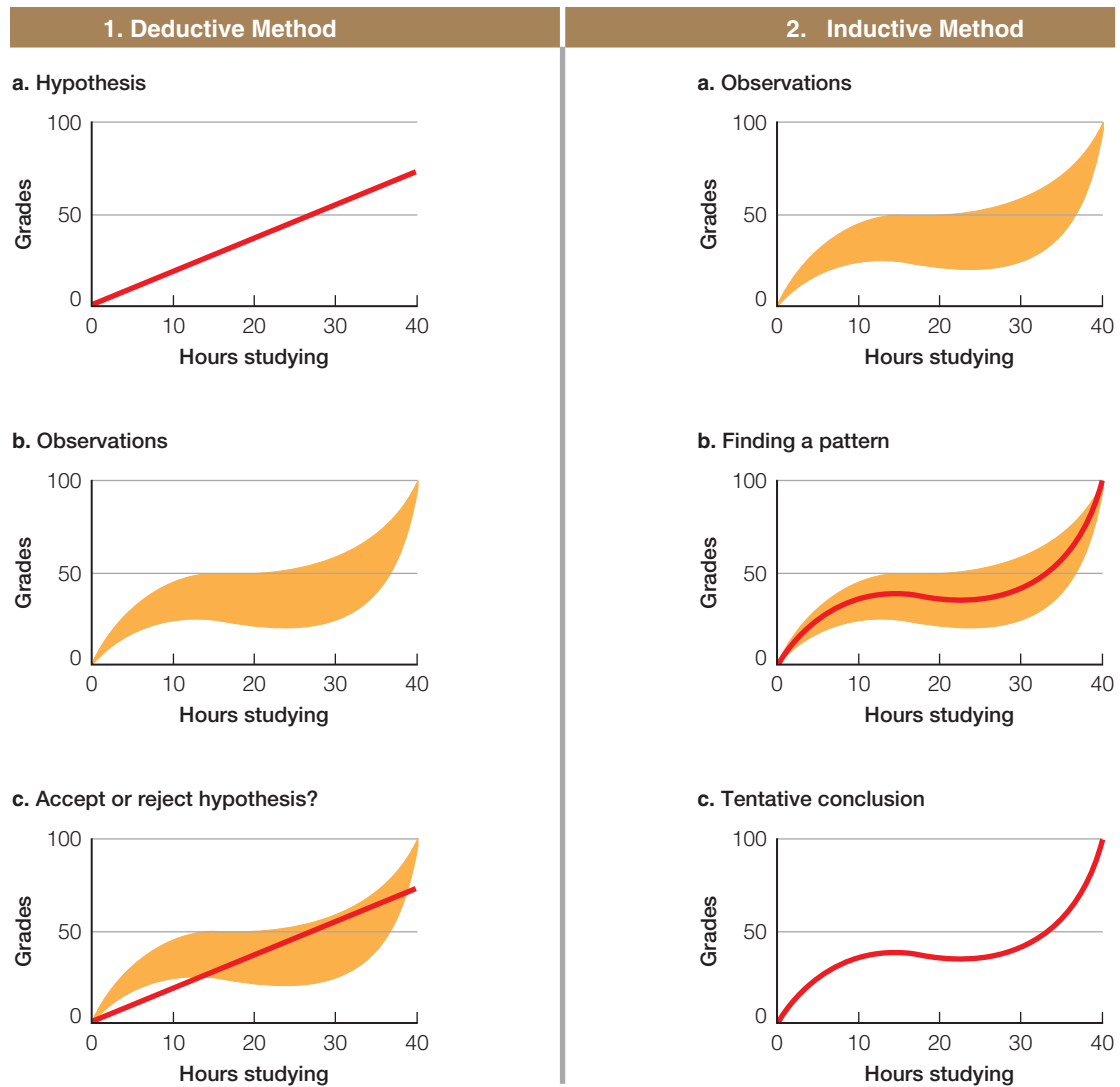 1. Deductive Method
a. Hypothesis
100
50
0
Grades
0 10 20 30 40
Hours studying
b. Observations
100
50
0
Grades
0 10 20 30 40
Hours studying
c. Accept or reject hypothesis?
100
50
0
Grades
0 10 20 30 40
Hours studying
2. Inductive Method
a. Observations
100
50
0
Grades
0 10 20 30 40
Hours studying
b. Finding a pattern
100
50
0
Grades
0 10 20 30 40
Hours studying
c. Tentative conclusion
100
50
0
Grades
0 10 20 30 40
Hours studying